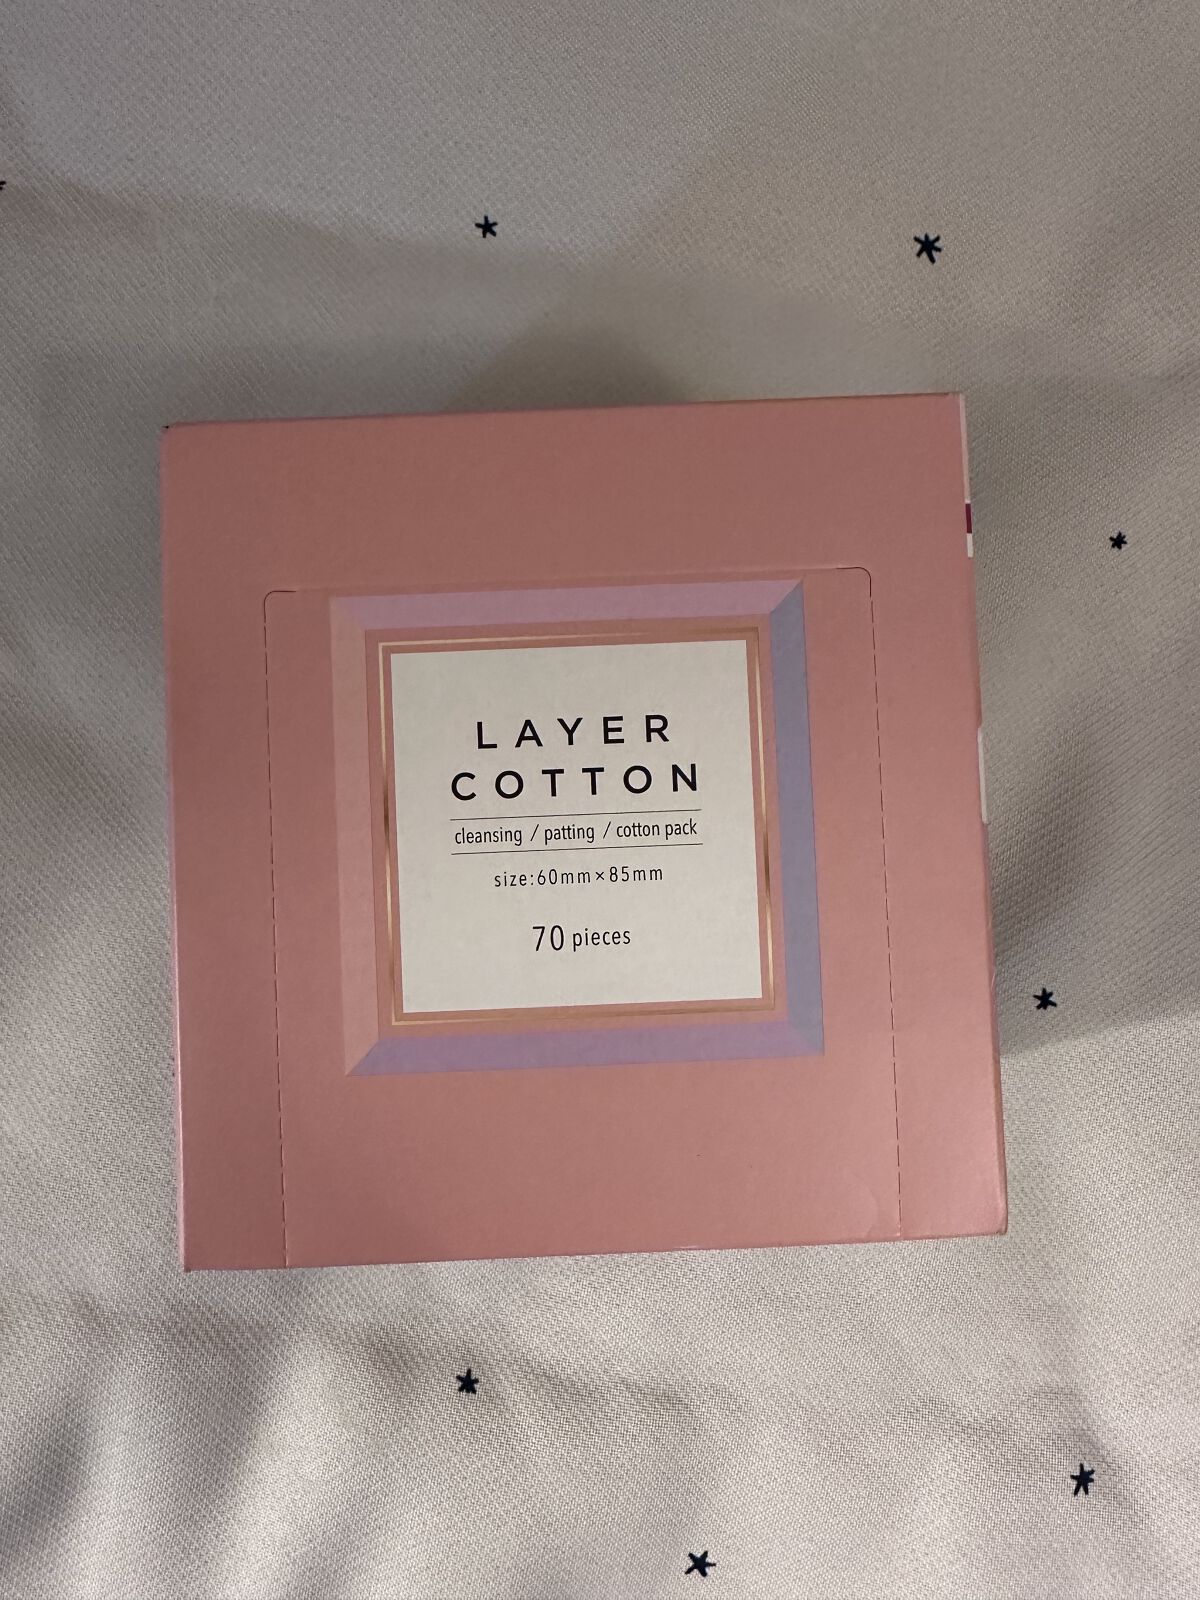 LAYER
COTTON
cleansing / patting / cotton pack
size:60mm×85mm
70 pieces